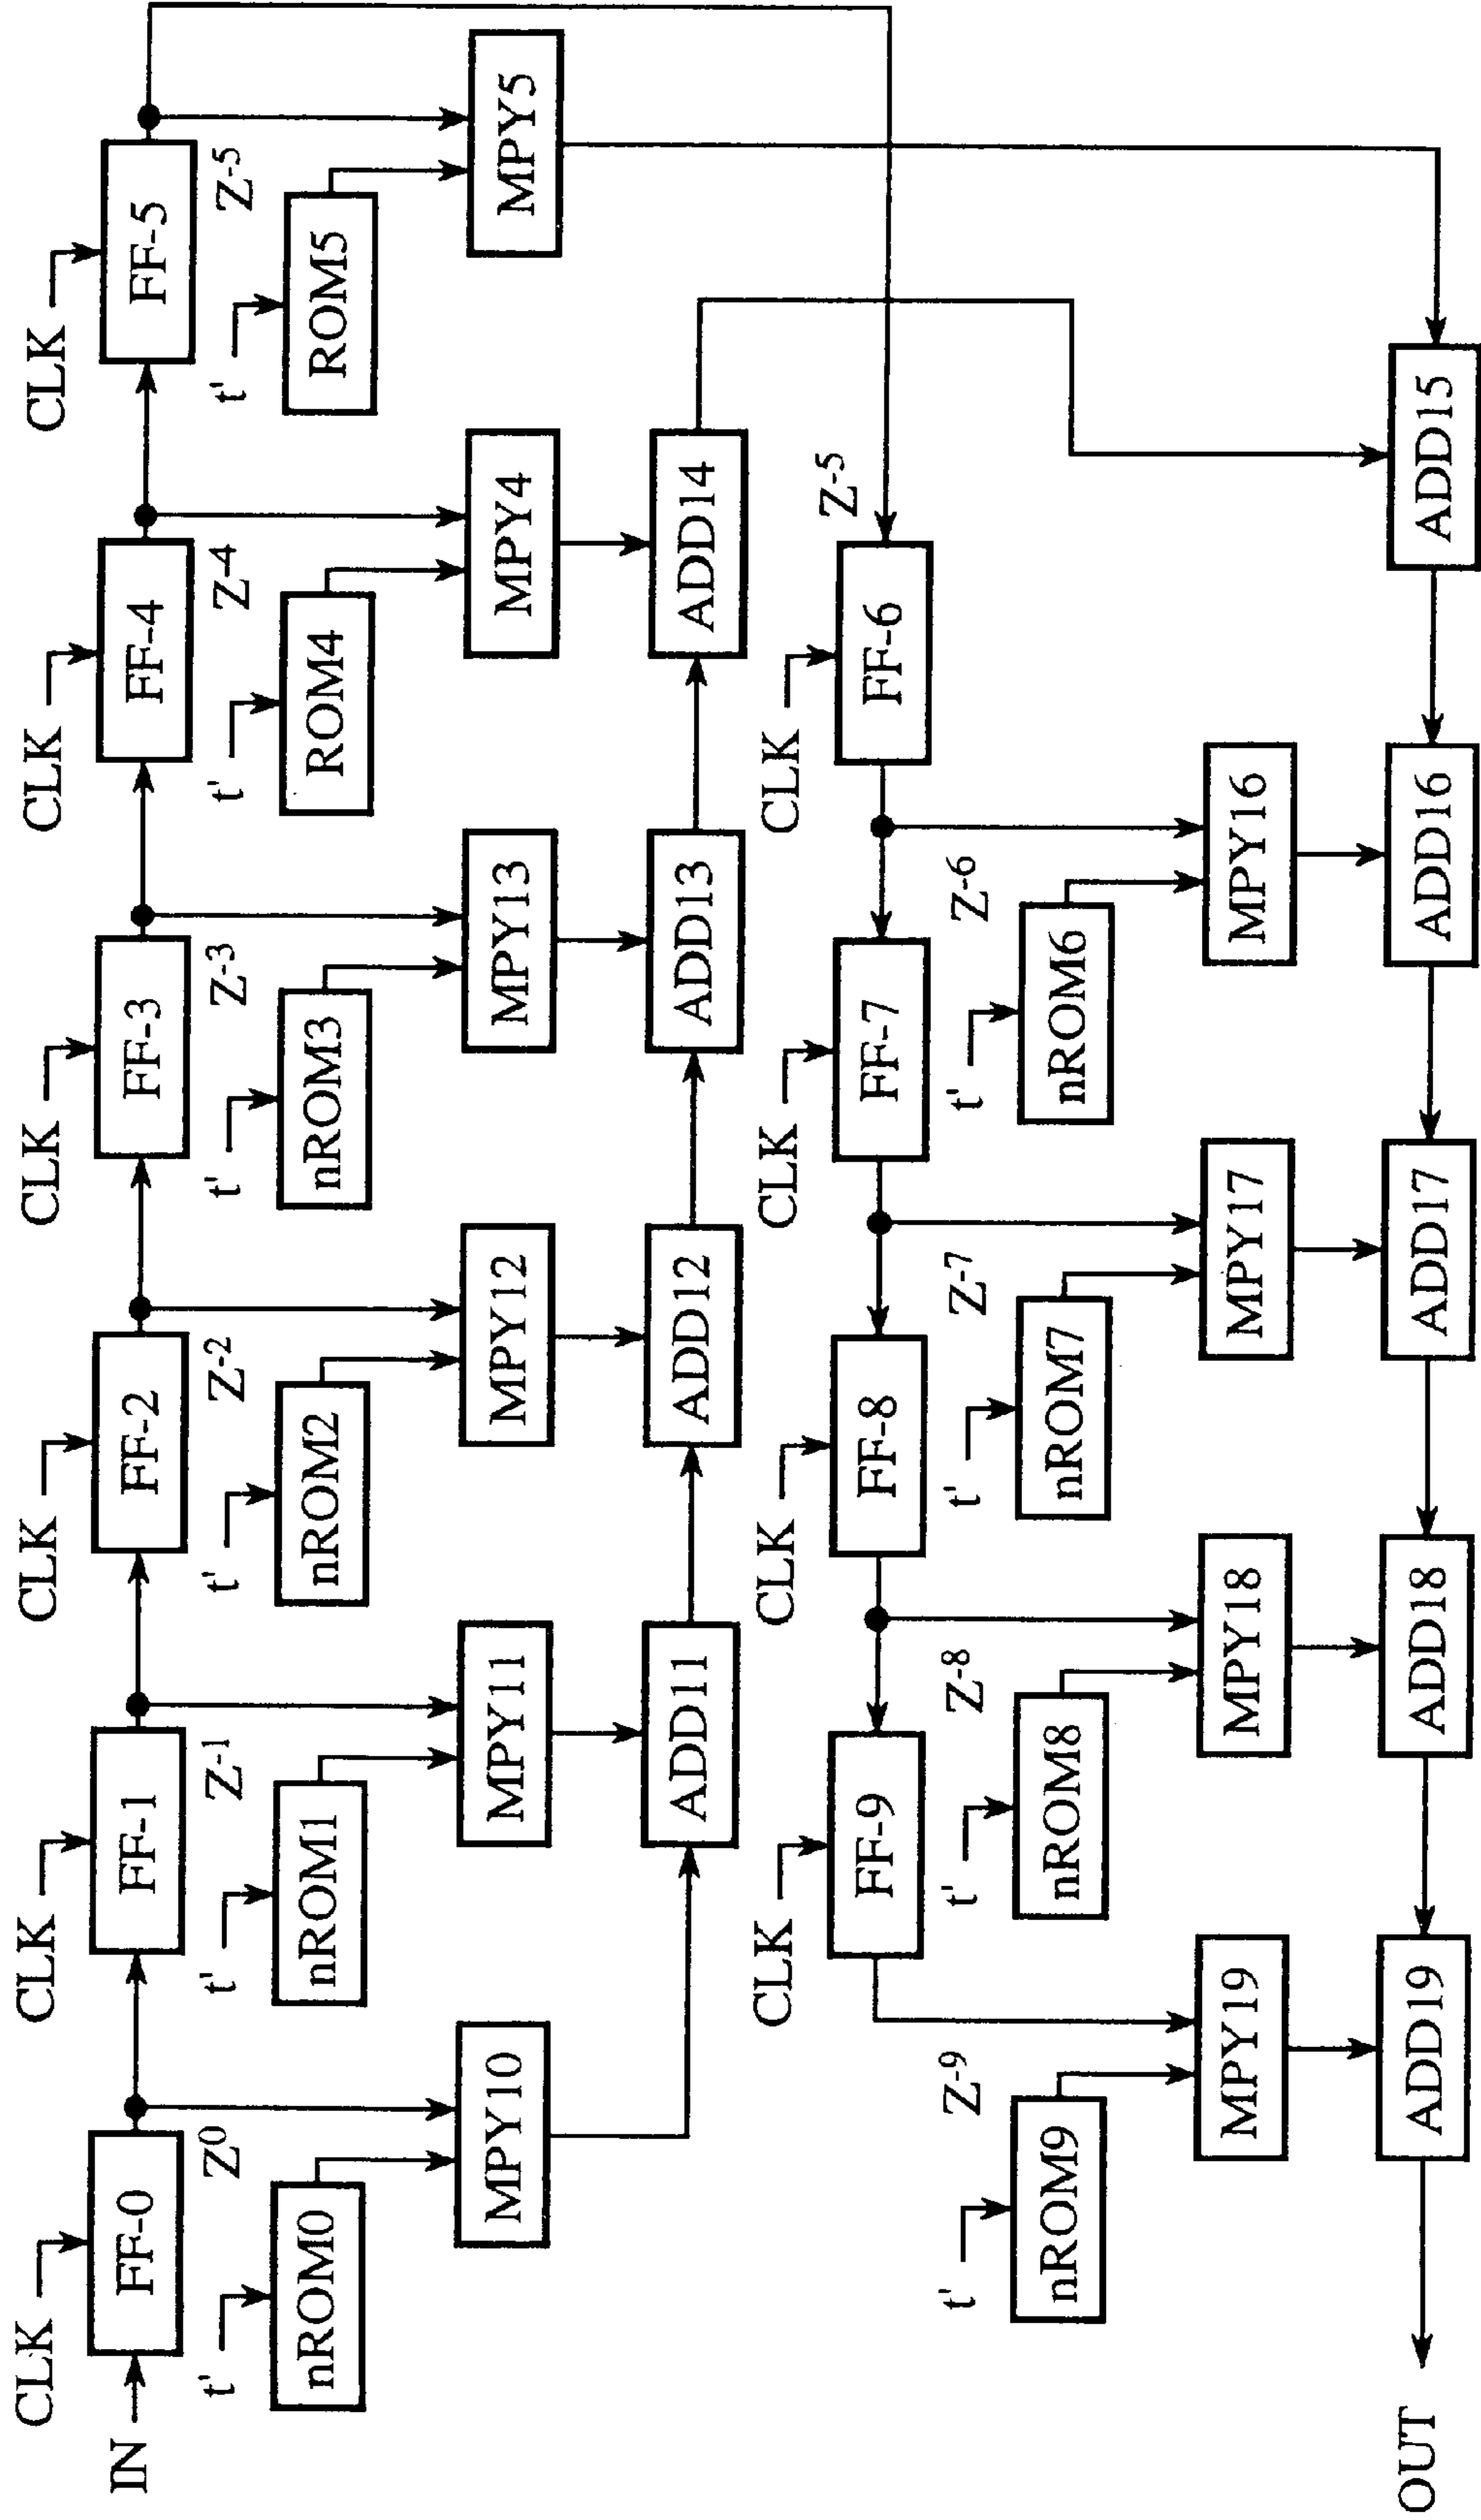 CLK CLK CLK CLK CLK CLK
IN FF-0 FF-1 FF-2 FF-3 FF-4 FF-5
t' Z0 t' Z-1 t' Z-2 t' Z-3 t' Z-4 t' Z-5
nROM0 nROM1 nROM2 nROM3 ROM4 ROM5
MPY10 MPY11 MPY12 MPY13 MPY4 MPY5
ADD11 ADD12 ADD13 ADD14
CLK CLK CLK CLK Z-5
FF-9 FF-8 FF-7 FF-6
t' Z-9 t' Z-8 t' Z-7 t' Z-6
nROM9 nROM8 nROM7 nROM6
MPY19 MPY18 MPY17 MPY16
OUT ADD19 ADD18 ADD17 ADD16 ADD15